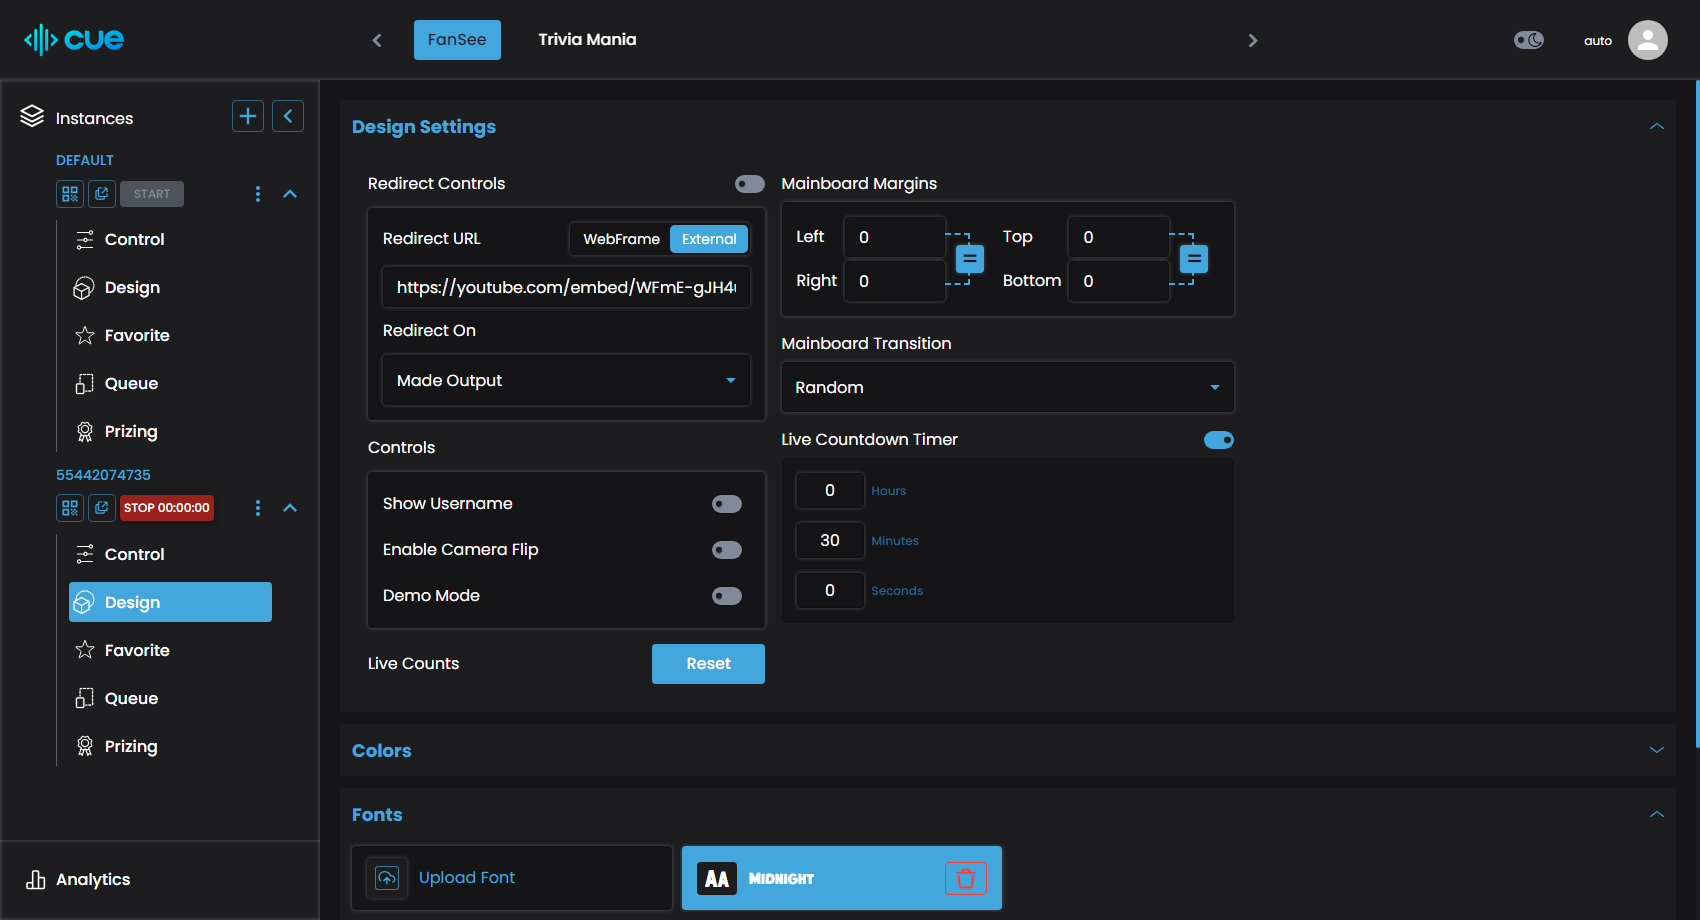 cue
FanSee
Trivia Mania
auto
Instances
DEFAULT
START
Control
Design
Favorite
Queue
Prizing
55442074735
STOP 00:00:00
Control
Design
Favorite
Queue
Prizing
Analytics
Design Settings
Redirect Controls
Redirect URL
WebFrame
External
https://youtube.com/embed/WFmE-gJH4
Redirect On
Made Output
Controls
Show Username
Enable Camera Flip
Demo Mode
Live Counts
Reset
Mainboard Margins
Left
0
Top
0
=
=
Right
0
Bottom
0
Mainboard Transition
Random
Live Countdown Timer
0
Hours
30
Minutes
0
Seconds
Colors
Fonts
Upload Font
AA
MIDNIGHT